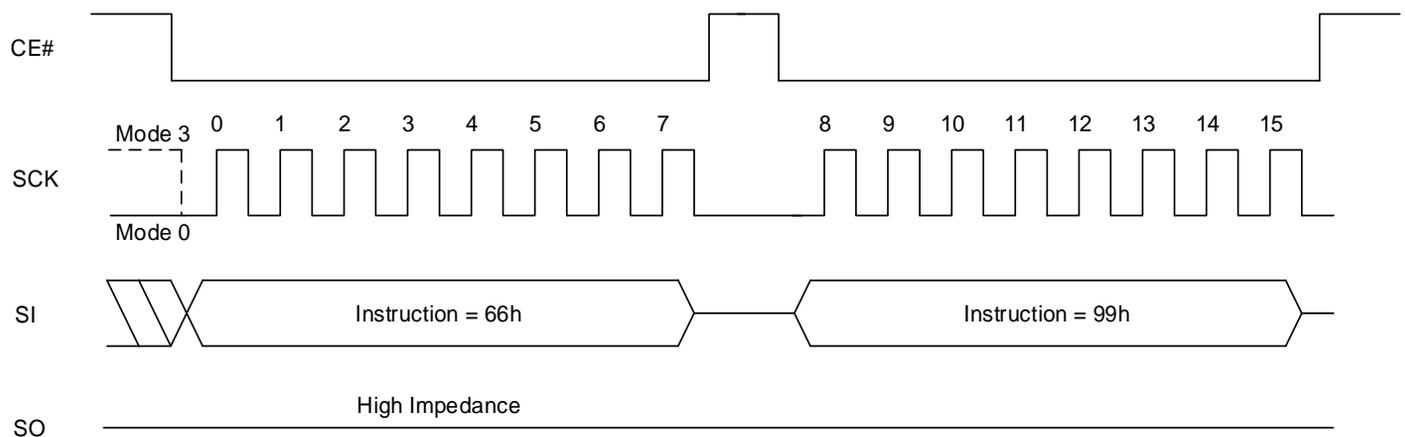 CE#
Mode 3
0 1 2 3 4 5 6 7 8 9 10 11 12 13 14 15
SCK
Mode 0
SI
Instruction = 66h
Instruction = 99h
High Impedance
SO